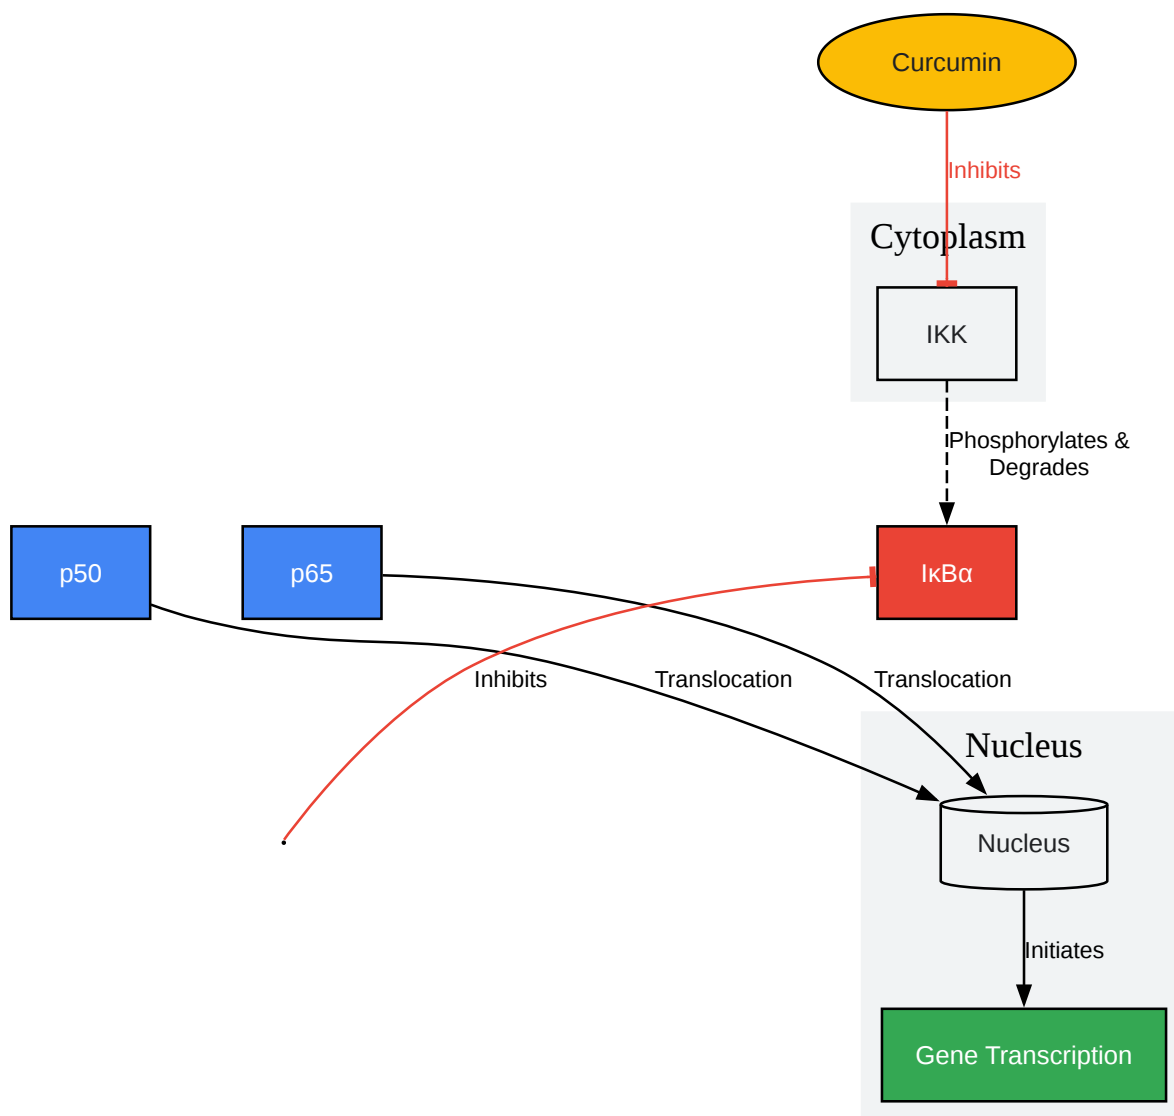 Curcumin
Inhibits
Cytoplasm
IKK
Phosphorylates &
Degrades
p50
p65
IκBα
Inhibits
Translocation
Translocation
Nucleus
Nucleus
Initiates
Gene Transcription